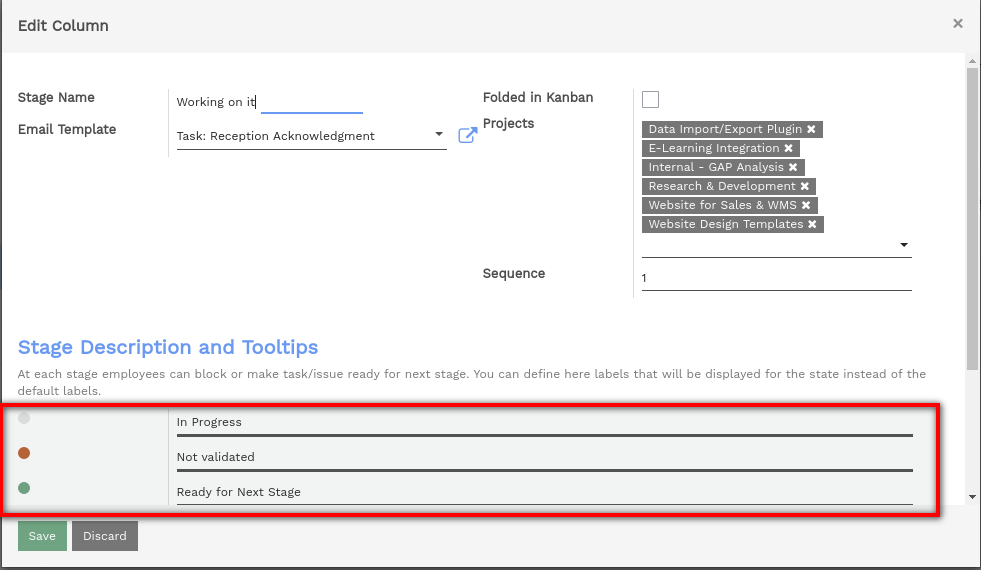 Edit Column
×
Stage Name
Working on it
Email Template
Task: Reception Acknowledgment
Folded in Kanban
Projects
Data Import/Export Plugin ×
E-Learning Integration ×
Internal - GAP Analysis ×
Research & Development ×
Website for Sales & WMS ×
Website Design Templates ×
Sequence
1
Stage Description and Tooltips
At each stage employees can block or make task/issue ready for next stage. You can define here labels that will be displayed for the state instead of the
default labels.
In Progress
Not validated
Ready for Next Stage
Save
Discard